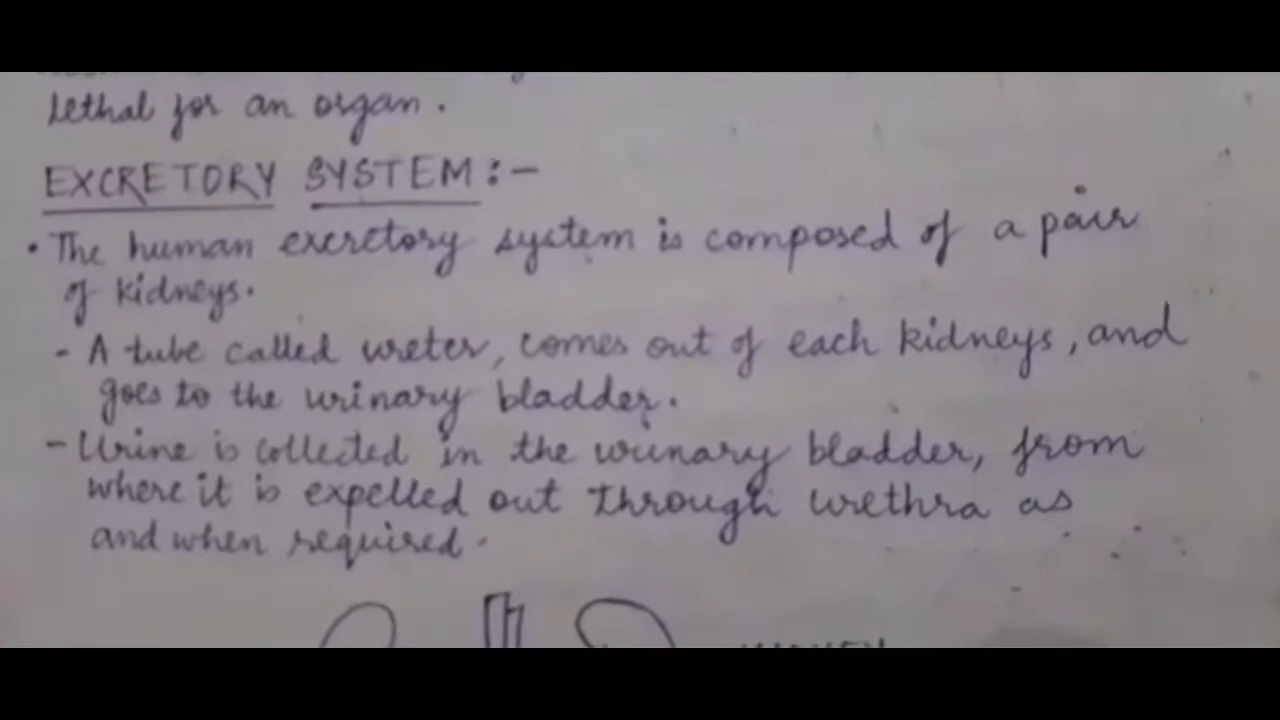 Lethal for an organ.
EXCRETORY SYSTEM:-
• The human excretory system is composed of a pair
of kidneys.
- A tube called ureter, comes out of each kidneys, and
goes to the urinary bladder.
- Urine is collected in the urinary bladder, from
where it is expelled out through urethra as
and when required.